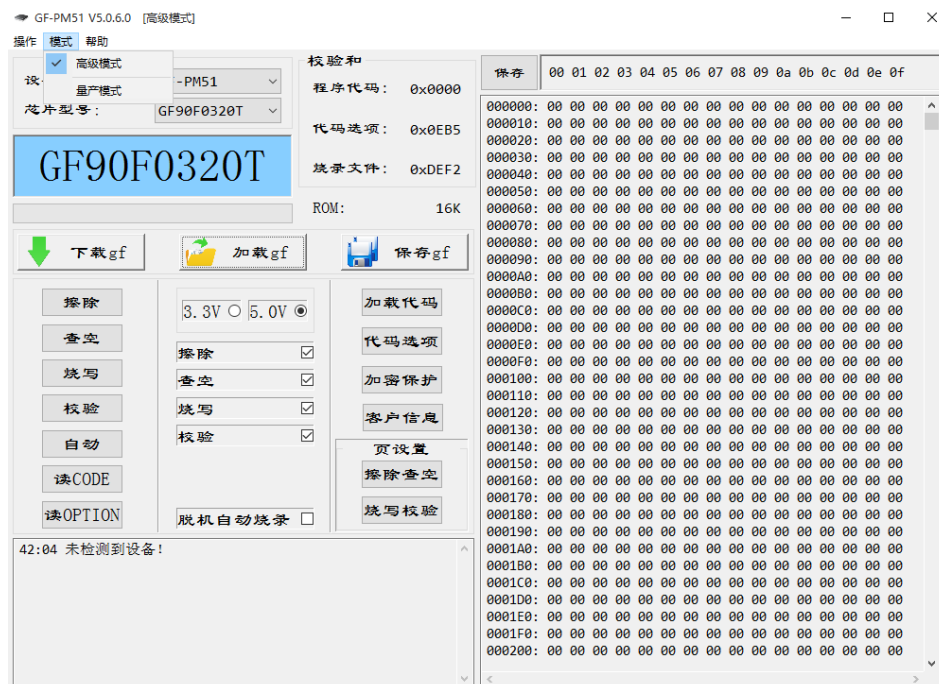 GF-PM51 V5.0.6.0 [高级模式]
操作 模式 帮助
高级模式
量产模式
设
-PM51
芯片型号:
GF90F0320T
GF90F0320T
校验和
程序代码: 0x0000
代码选项: 0x0EB5
烧录文件: 0xDEF2
ROM: 16K
下载gf
加载gf
保存gf
擦除
查空
烧写
校验
自动
读CODE
读OPTION
3.3V 5.0V
擦除
查空
烧写
校验
脱机自动烧录
加载代码
代码选项
加密保护
客户信息
页设置
擦除查空
烧写校验
42:04 未检测到设备!
保存
00 01 02 03 04 05 06 07 08 09 0a 0b 0c 0d 0e 0f
000000: 00 00 00 00 00 00 00 00 00 00 00 00 00 00 00 00
000010: 00 00 00 00 00 00 00 00 00 00 00 00 00 00 00 00
000020: 00 00 00 00 00 00 00 00 00 00 00 00 00 00 00 00
000030: 00 00 00 00 00 00 00 00 00 00 00 00 00 00 00 00
000040: 00 00 00 00 00 00 00 00 00 00 00 00 00 00 00 00
000050: 00 00 00 00 00 00 00 00 00 00 00 00 00 00 00 00
000060: 00 00 00 00 00 00 00 00 00 00 00 00 00 00 00 00
000070: 00 00 00 00 00 00 00 00 00 00 00 00 00 00 00 00
000080: 00 00 00 00 00 00 00 00 00 00 00 00 00 00 00 00
000090: 00 00 00 00 00 00 00 00 00 00 00 00 00 00 00 00
0000A0: 00 00 00 00 00 00 00 00 00 00 00 00 00 00 00 00
0000B0: 00 00 00 00 00 00 00 00 00 00 00 00 00 00 00 00
0000C0: 00 00 00 00 00 00 00 00 00 00 00 00 00 00 00 00
0000D0: 00 00 00 00 00 00 00 00 00 00 00 00 00 00 00 00
0000E0: 00 00 00 00 00 00 00 00 00 00 00 00 00 00 00 00
0000F0: 00 00 00 00 00 00 00 00 00 00 00 00 00 00 00 00
000100: 00 00 00 00 00 00 00 00 00 00 00 00 00 00 00 00
000110: 00 00 00 00 00 00 00 00 00 00 00 00 00 00 00 00
000120: 00 00 00 00 00 00 00 00 00 00 00 00 00 00 00 00
000130: 00 00 00 00 00 00 00 00 00 00 00 00 00 00 00 00
000140: 00 00 00 00 00 00 00 00 00 00 00 00 00 00 00 00
000150: 00 00 00 00 00 00 00 00 00 00 00 00 00 00 00 00
000160: 00 00 00 00 00 00 00 00 00 00 00 00 00 00 00 00
000170: 00 00 00 00 00 00 00 00 00 00 00 00 00 00 00 00
000180: 00 00 00 00 00 00 00 00 00 00 00 00 00 00 00 00
000190: 00 00 00 00 00 00 00 00 00 00 00 00 00 00 00 00
0001A0: 00 00 00 00 00 00 00 00 00 00 00 00 00 00 00 00
0001B0: 00 00 00 00 00 00 00 00 00 00 00 00 00 00 00 00
0001C0: 00 00 00 00 00 00 00 00 00 00 00 00 00 00 00 00
0001D0: 00 00 00 00 00 00 00 00 00 00 00 00 00 00 00 00
0001E0: 00 00 00 00 00 00 00 00 00 00 00 00 00 00 00 00
0001F0: 00 00 00 00 00 00 00 00 00 00 00 00 00 00 00 00
000200: 00 00 00 00 00 00 00 00 00 00 00 00 00 00 00 00